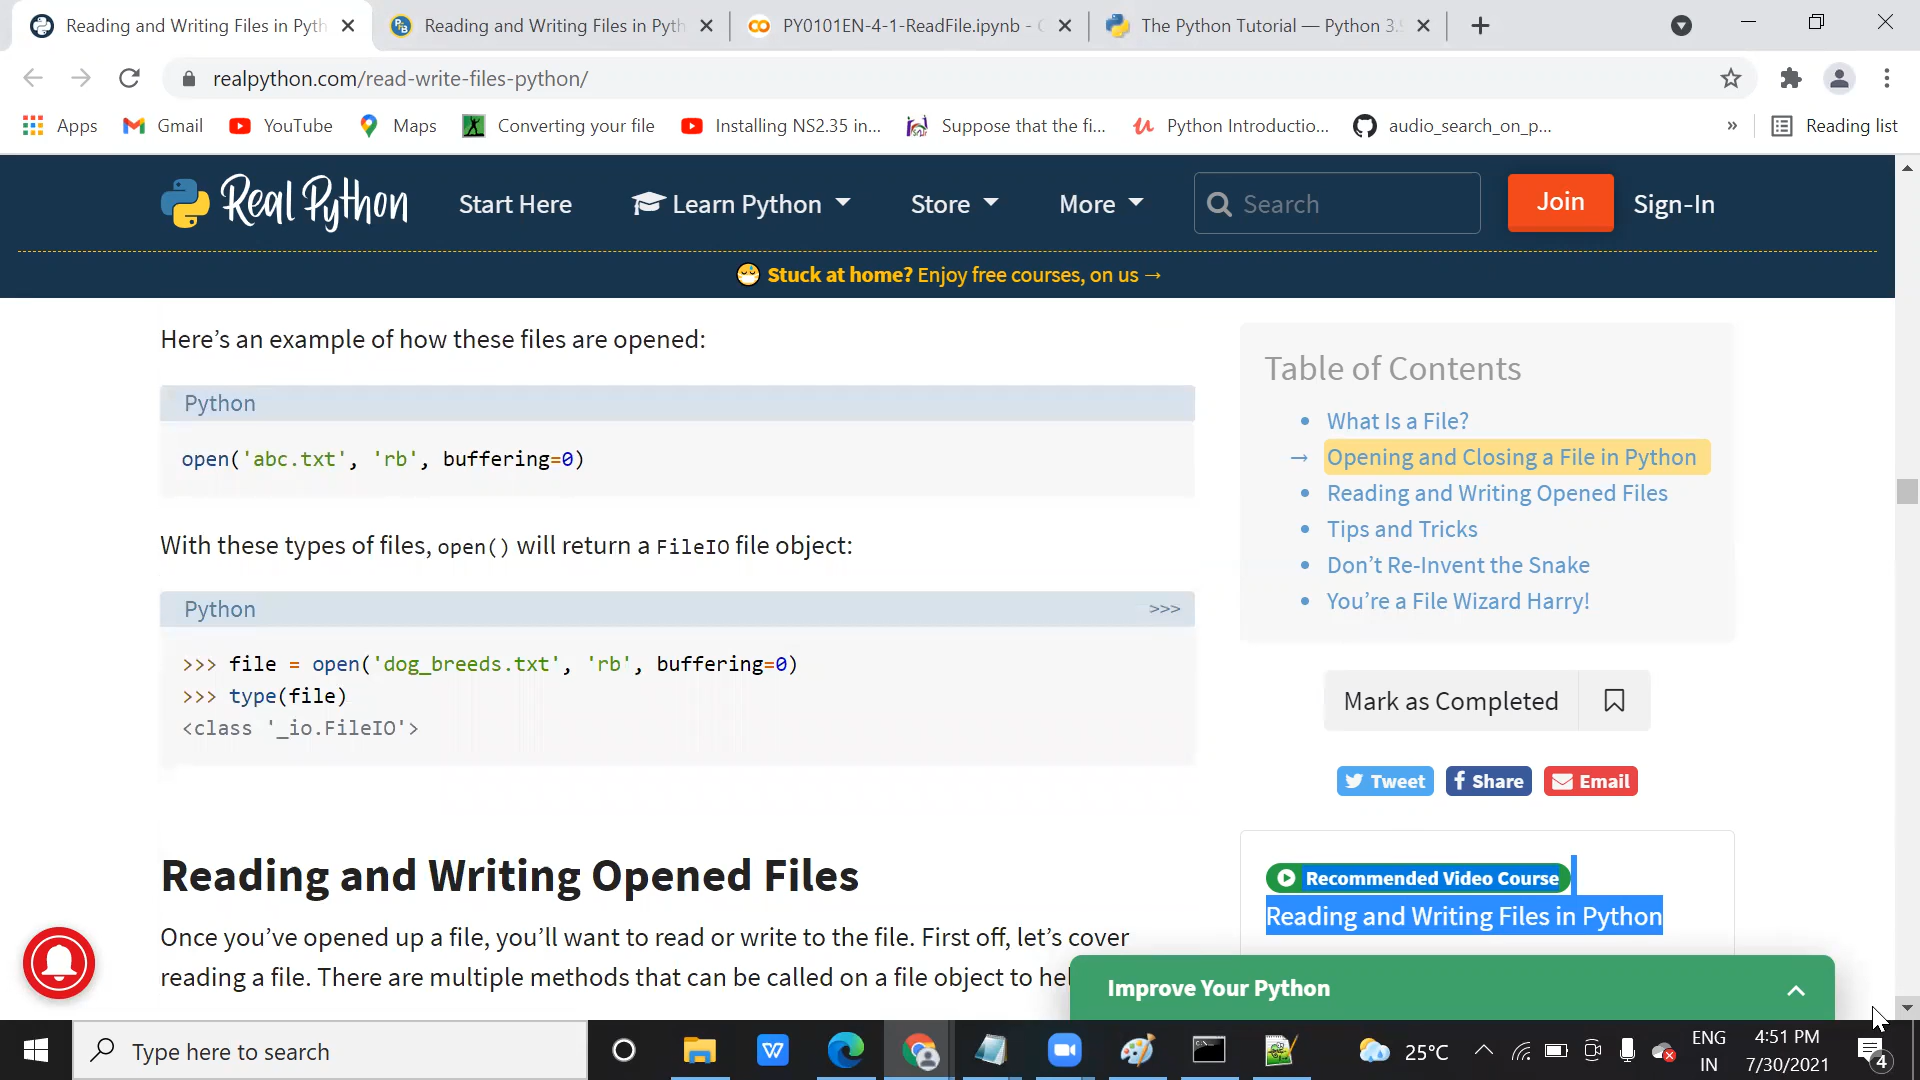 Reading and Writing Files in Pyth
Reading and Writing Files in Pyth
PY0101EN-4-1-ReadFile.ipynb -
The Python Tutorial — Python 3.
realpython.com/read-write-files-python/
Apps
Gmail
YouTube
Maps
Converting your file
Installing NS2.35 in...
Suppose that the fi...
Python Introductio...
audio_search_on_p...
»
Reading list
Real Python
Start Here
Learn Python
Store
More
Search
Join
Sign-In
Stuck at home? Enjoy free courses, on us →
Here’s an example of how these files are opened:
Python
open('abc.txt', 'rb', buffering=0)
With these types of files, open() will return a FileIO file object:
Python
>>>
>>> file = open('dog_breeds.txt', 'rb', buffering=0)
>>> type(file)
<class '_io.FileIO'>
Reading and Writing Opened Files
Once you’ve opened up a file, you’ll want to read or write to the file. First off, let’s cover
reading a file. There are multiple methods that can be called on a file object to hel
Table of Contents
• What Is a File?
→ Opening and Closing a File in Python
• Reading and Writing Opened Files
• Tips and Tricks
• Don’t Re-Invent the Snake
• You’re a File Wizard Harry!
Mark as Completed
Tweet
Share
Email
Recommended Video Course
Reading and Writing Files in Python
Improve Your Python
Type here to search
25°C
ENG
IN
4:51 PM
7/30/2021
4